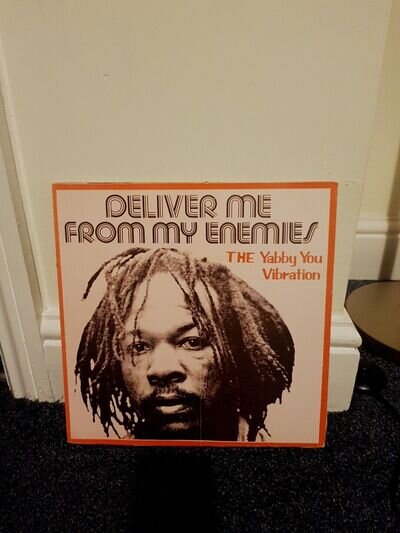 DELIVER ME
FROM MY ENEMIES
THE Yabby You
Vibration